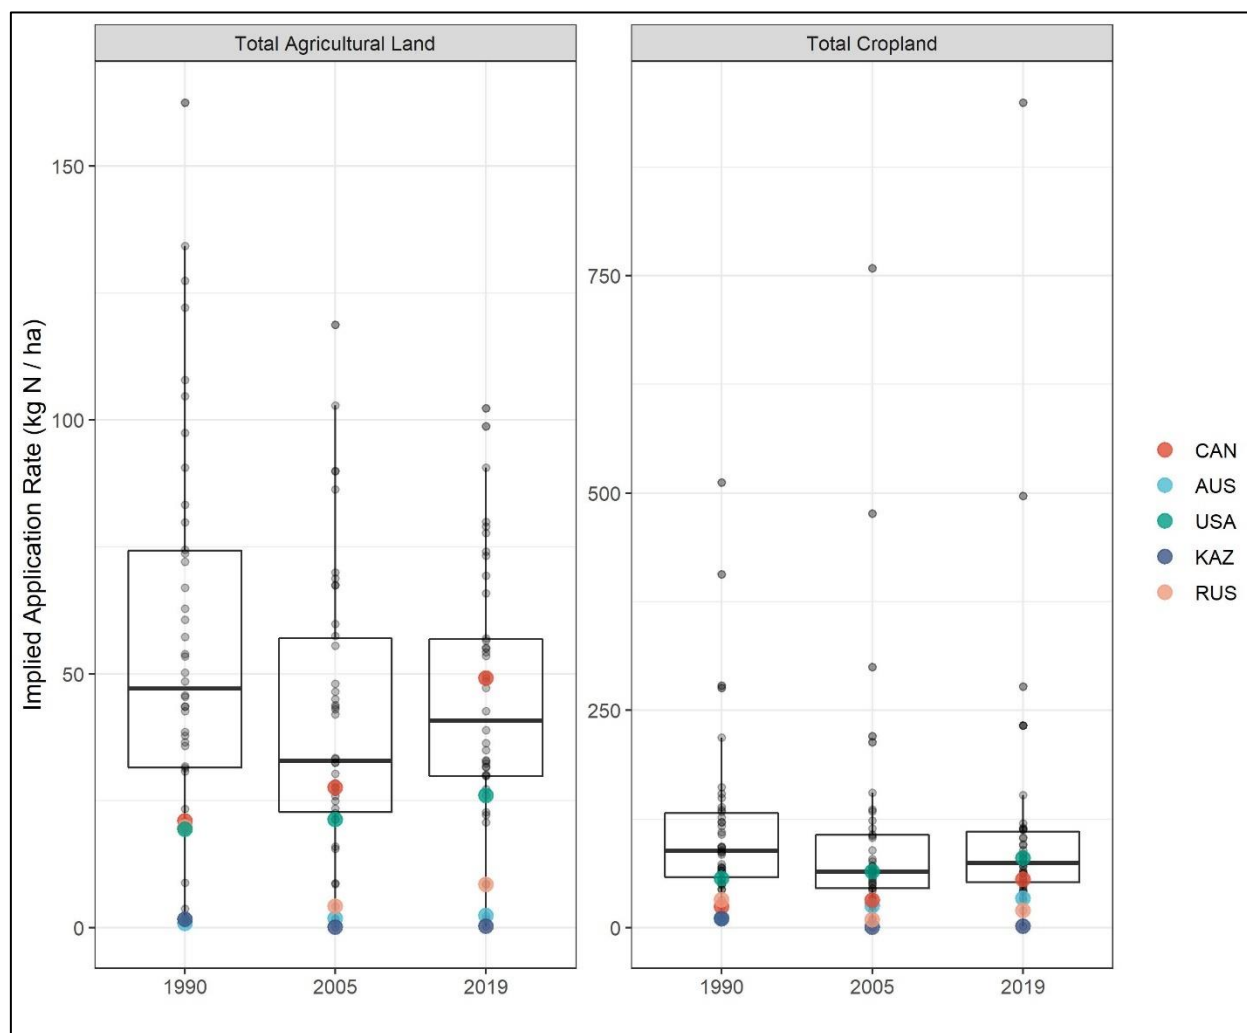 Total Agricultural Land
Total Cropland
Implied Application Rate (kg N / ha)
150
100
50
0
1990
2005
2019
750
500
250
0
1990
2005
2019
CAN
AUS
USA
KAZ
RUS